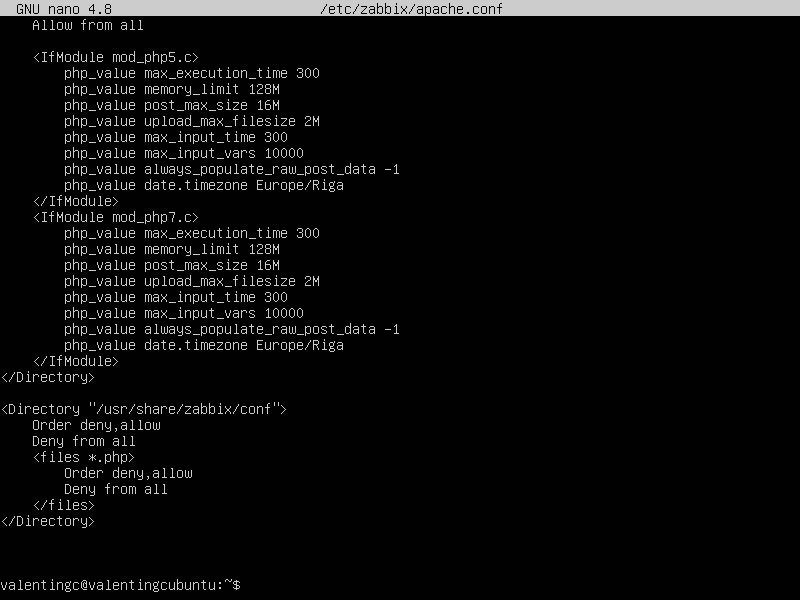 GNU nano 4.8 /etc/zabbix/apache.conf
Allow from all
<IfModule mod_php5.c>
php_value max_execution_time 300
php_value memory_limit 128M
php_value post_max_size 16M
php_value upload_max_filesize 2M
php_value max_input_time 300
php_value max_input_vars 10000
php_value always_populate_raw_post_data -1
php_value date.timezone Europe/Riga
</IfModule>
<IfModule mod_php7.c>
php_value max_execution_time 300
php_value memory_limit 128M
php_value post_max_size 16M
php_value upload_max_filesize 2M
php_value max_input_time 300
php_value max_input_vars 10000
php_value always_populate_raw_post_data -1
php_value date.timezone Europe/Riga
</IfModule>
</Directory>
<Directory "/usr/share/zabbix/conf">
Order deny,allow
Deny from all
<files *.php>
Order deny,allow
Deny from all
</files>
</Directory>
valentingc@valentingcubuntu:~$